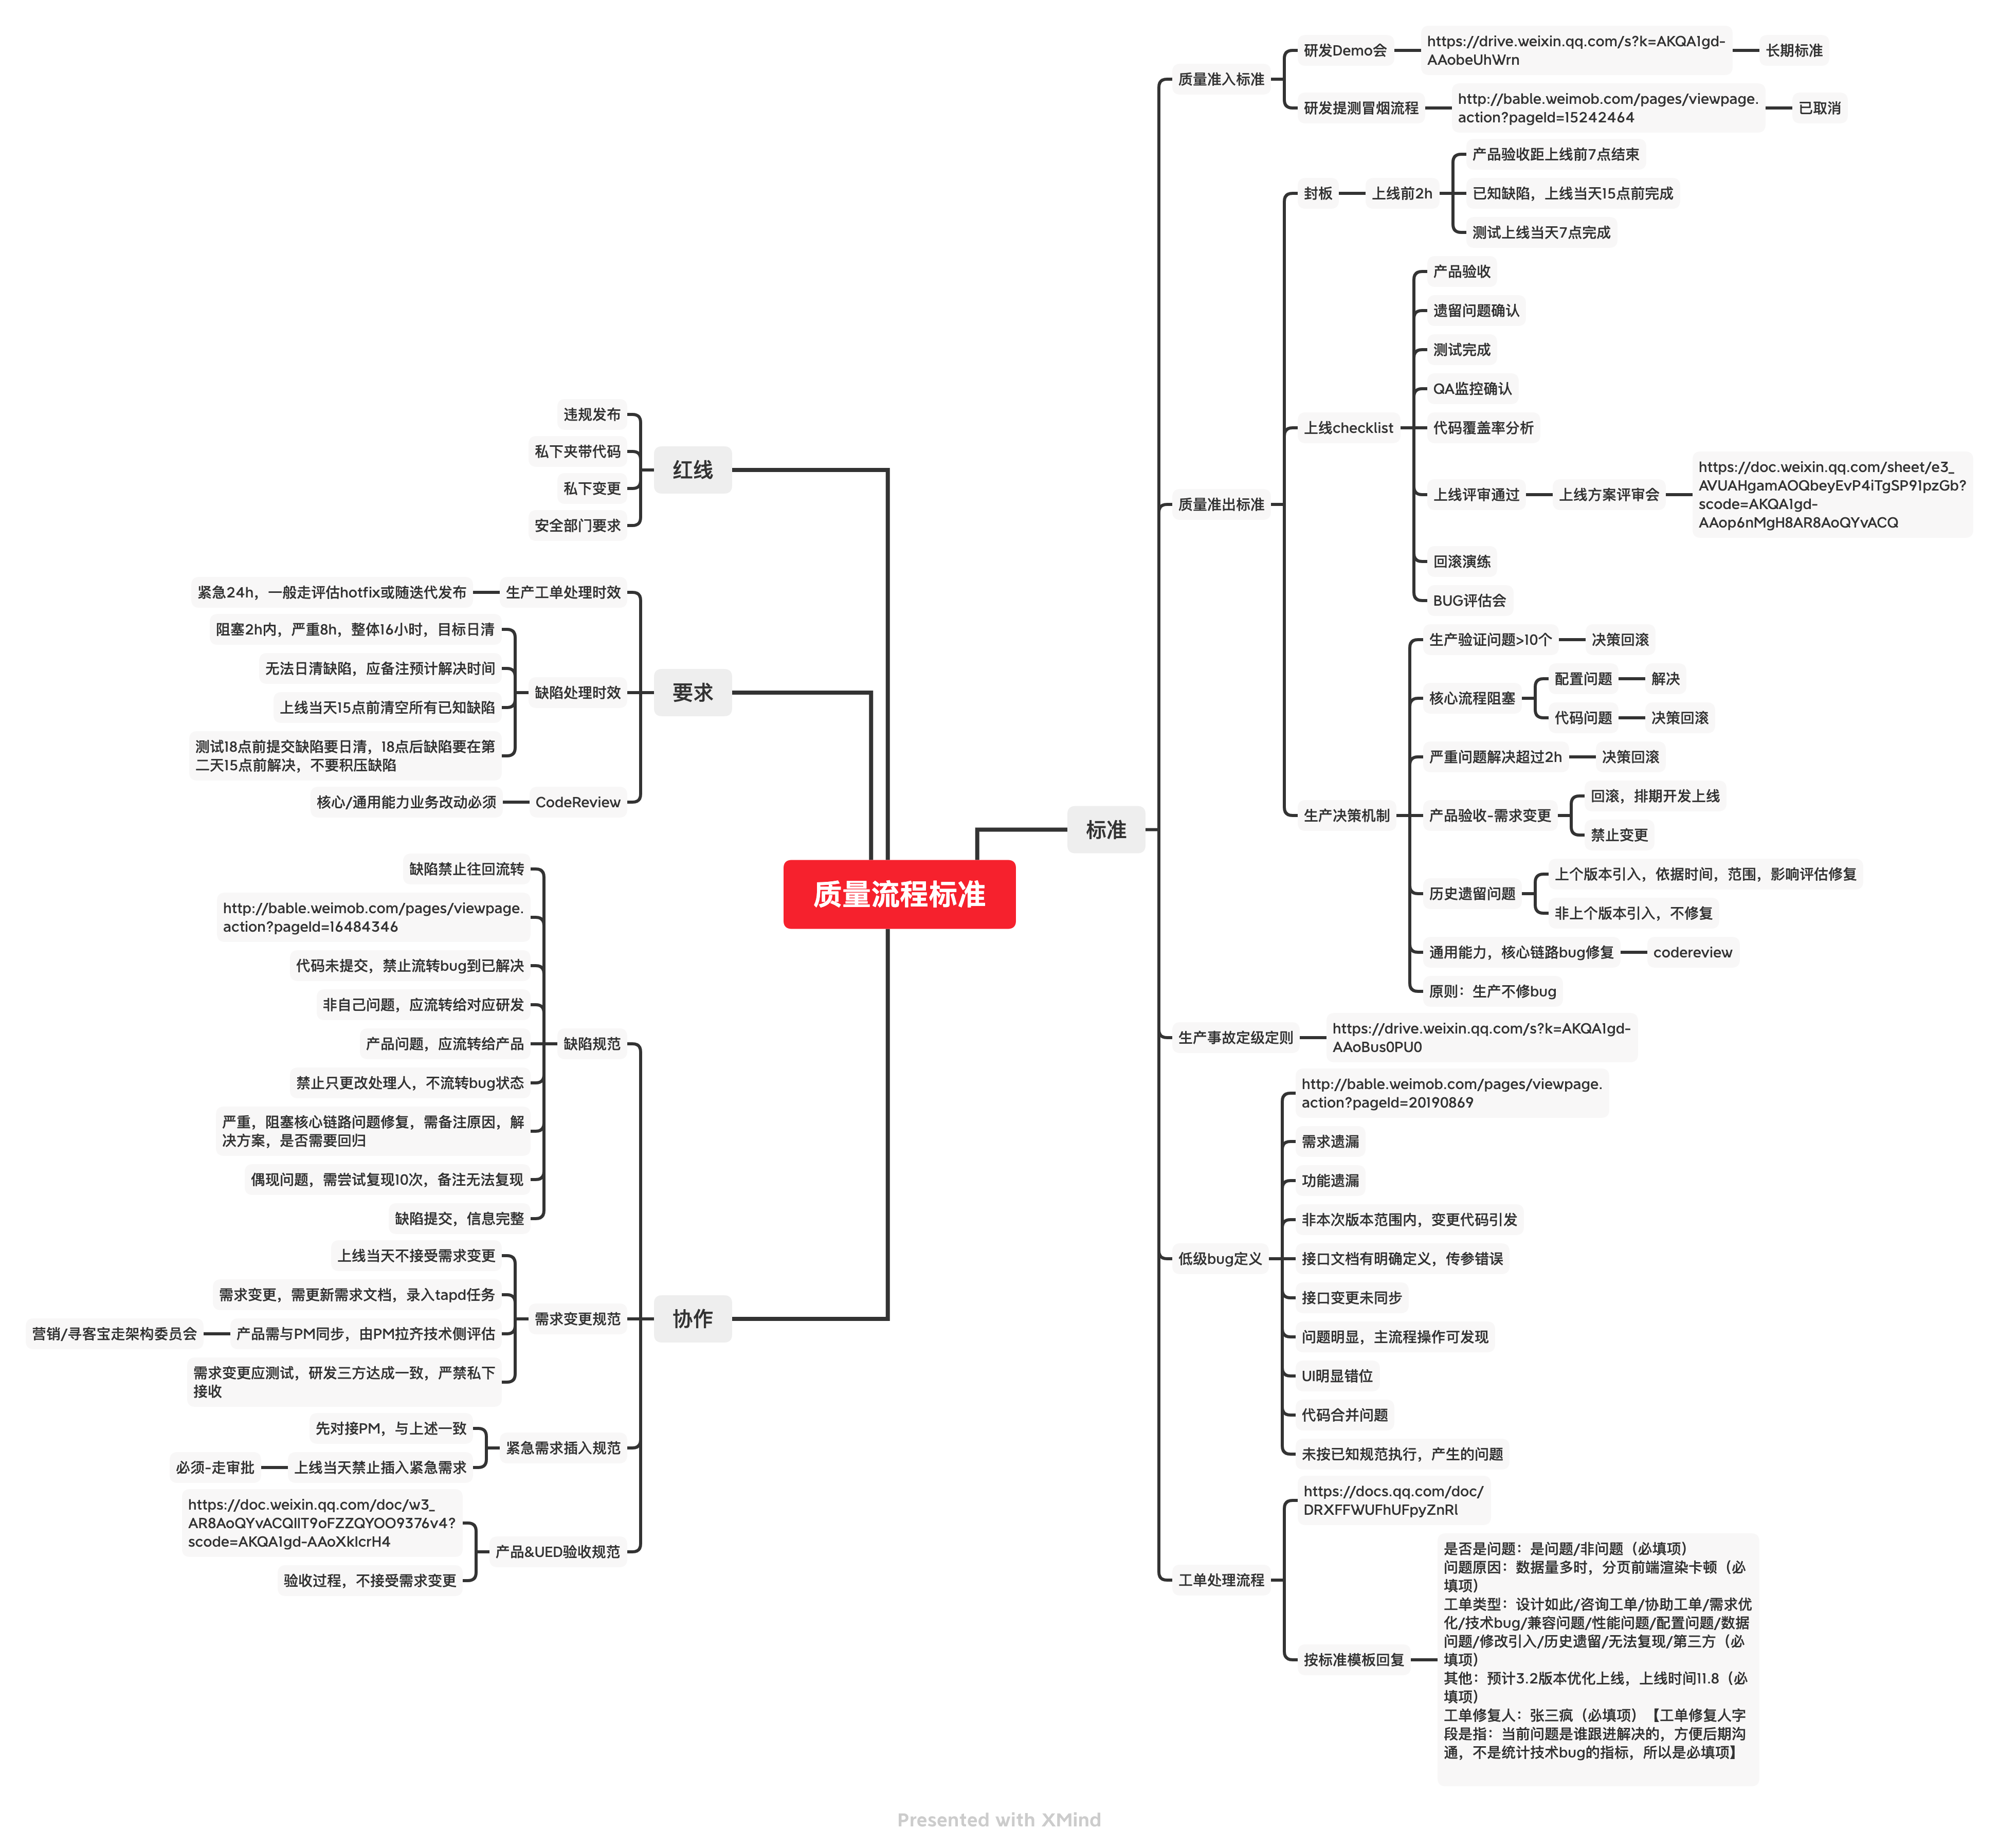 质量流程标准
标准
质量准入标准
研发Demo会
https://drive.weixin.qq.com/s?k=AKQA1gd-
AAobeUhWrn
长期标准
研发提测冒烟流程
http://bable.weimob.com/pages/viewpage.
action?pageId=15242464
已取消
质量准出标准
封板
上线前2h
产品验收距上线前7点结束
已知缺陷，上线当天15点前完成
测试上线当天7点完成
上线checklist
产品验收
遗留问题确认
测试完成
QA监控确认
代码覆盖率分析
上线评审通过
上线方案评审会
https://doc.weixin.qq.com/sheet/e3_
AVUAHgamAOQbeyEvP4iTgSP91pzGb?
scode=AKQA1gd-
AAop6nMgH8AR8AoQYvACQ
回滚演练
BUG评估会
生产决策机制
生产验证问题>10个
决策回滚
核心流程阻塞
配置问题
解决
代码问题
决策回滚
严重问题解决超过2h
决策回滚
产品验收-需求变更
回滚，排期开发上线
禁止变更
历史遗留问题
上个版本引入，依据时间，范围，影响评估修复
非上个版本引入，不修复
通用能力，核心链路bug修复
codereview
原则：生产不修bug
生产事故定级定则
https://drive.weixin.qq.com/s?k=AKQA1gd-
AAoBus0PU0
低级bug定义
http://bable.weimob.com/pages/viewpage.
action?pageId=20190869
需求遗漏
功能遗漏
非本次版本范围内，变更代码引发
接口文档有明确定义，传参错误
接口变更未同步
问题明显，主流程操作可发现
UI明显错位
代码合并问题
未按已知规范执行，产生的问题
工单处理流程
https://docs.qq.com/doc/
DRXFFWUFhUFpyZnRl
按标准模板回复
是否是问题：是问题/非问题（必填项）
问题原因：数据量多时，分页前端渲染卡顿（必
填项）
工单类型：设计如此/咨询工单/协助工单/需求优
化/技术bug/兼容问题/性能问题/配置问题/数据
问题/修改引入/历史遗留/无法复现/第三方（必
填项）
其他：预计3.2版本优化上线，上线时间11.8（必
填项）
工单修复人：张三疯（必填项）【工单修复人字
段是指：当前问题是谁跟进解决的，方便后期沟
通，不是统计技术bug的指标，所以是必填项】
红线
违规发布
私下夹带代码
私下变更
安全部门要求
要求
生产工单处理时效
紧急24h，一般走评估hotfix或随迭代发布
缺陷处理时效
阻塞2h内，严重8h，整体16小时，目标日清
无法日清缺陷，应备注预计解决时间
上线当天15点前清空所有已知缺陷
测试18点前提交缺陷要日清，18点后缺陷要在第
二天15点前解决，不要积压缺陷
CodeReview
核心/通用能力业务改动必须
协作
缺陷规范
缺陷禁止往回流转
http://bable.weimob.com/pages/viewpage.
action?pageId=16484346
代码未提交，禁止流转bug到已解决
非自己问题，应流转给对应研发
产品问题，应流转给产品
禁止只更改处理人，不流转bug状态
严重，阻塞核心链路问题修复，需备注原因，解
决方案，是否需要回归
偶现问题，需尝试复现10次，备注无法复现
缺陷提交，信息完整
需求变更规范
上线当天不接受需求变更
需求变更，需更新需求文档，录入tapd任务
产品需与PM同步，由PM拉齐技术侧评估
营销/寻客宝走架构委员会
需求变更应测试，研发三方达成一致，严禁私下
接收
紧急需求插入规范
先对接PM，与上述一致
上线当天禁止插入紧急需求
必须-走审批
产品&UED验收规范
https://doc.weixin.qq.com/doc/w3_
AR8AoQYvACQIIT9oFZZQYOO9376v4?
scode=AKQA1gd-AAoXkIcrH4
验收过程，不接受需求变更
Presented with XMind